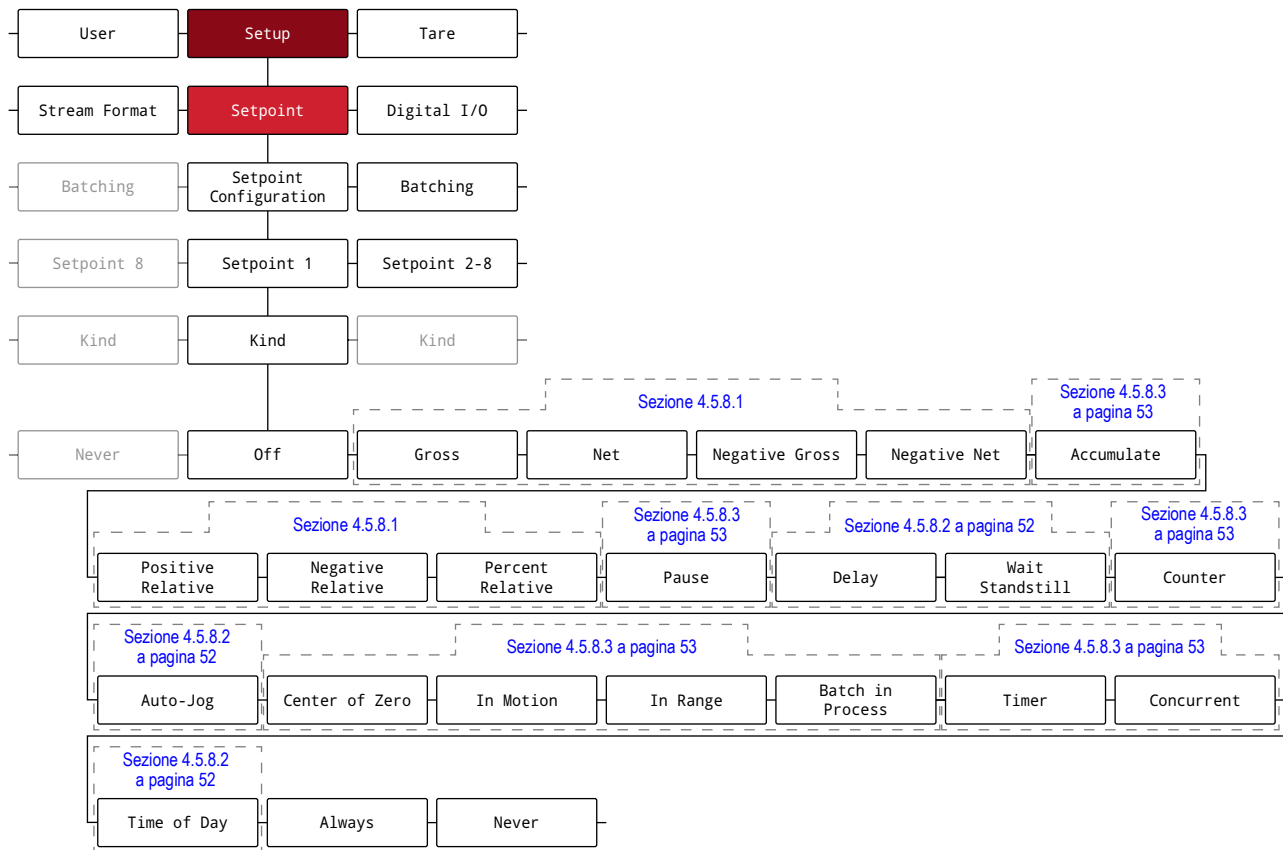 User
Setup
Tare
Stream Format
Setpoint
Digital I/O
Batching
Setpoint
Configuration
Batching
Setpoint 8
Setpoint 1
Setpoint 2-8
Kind
Kind
Kind
Sezione 4.5.8.1
Sezione 4.5.8.3
a pagina 53
Never
Off
Gross
Net
Negative Gross
Negative Net
Accumulate
Sezione 4.5.8.1
Sezione 4.5.8.3
a pagina 53
Sezione 4.5.8.2 a pagina 52
Sezione 4.5.8.3
a pagina 53
Positive
Relative
Negative
Relative
Percent
Relative
Pause
Delay
Wait
Standstill
Counter
Sezione 4.5.8.2
a pagina 52
Sezione 4.5.8.3 a pagina 53
Sezione 4.5.8.3 a pagina 53
Auto-Jog
Center of Zero
In Motion
In Range
Batch in
Process
Timer
Concurrent
Sezione 4.5.8.2
a pagina 52
Time of Day
Always
Never